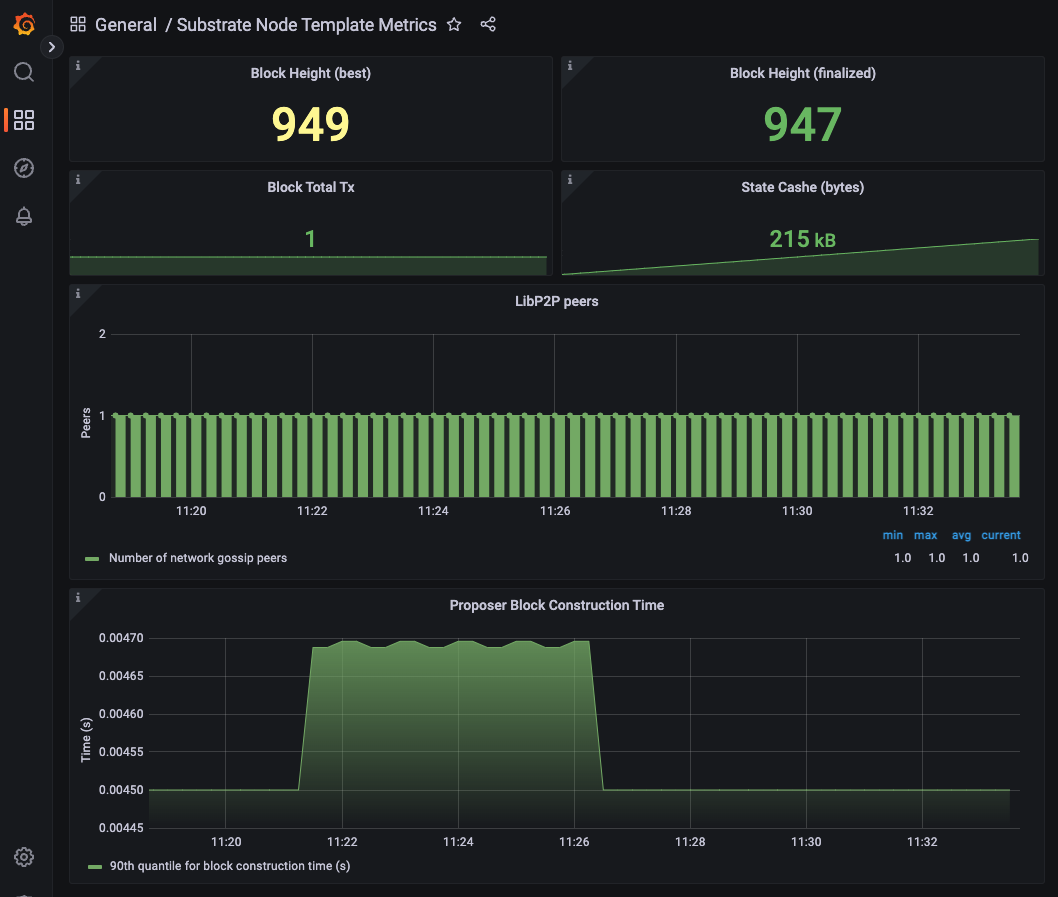 General / Substrate Node Template Metrics
Block Height (best)
949
Block Height (finalized)
947
Block Total Tx
1
State Cashe (bytes)
215 kB
LibP2P peers
Peers
2
1
0
11:20 11:22 11:24 11:26 11:28 11:30 11:32
min max avg current
Number of network gossip peers 1.0 1.0 1.0 1.0
Proposer Block Construction Time
Time (s)
0.00470
0.00465
0.00460
0.00455
0.00450
0.00445
11:20 11:22 11:24 11:26 11:28 11:30 11:32
90th quantile for block construction time (s)